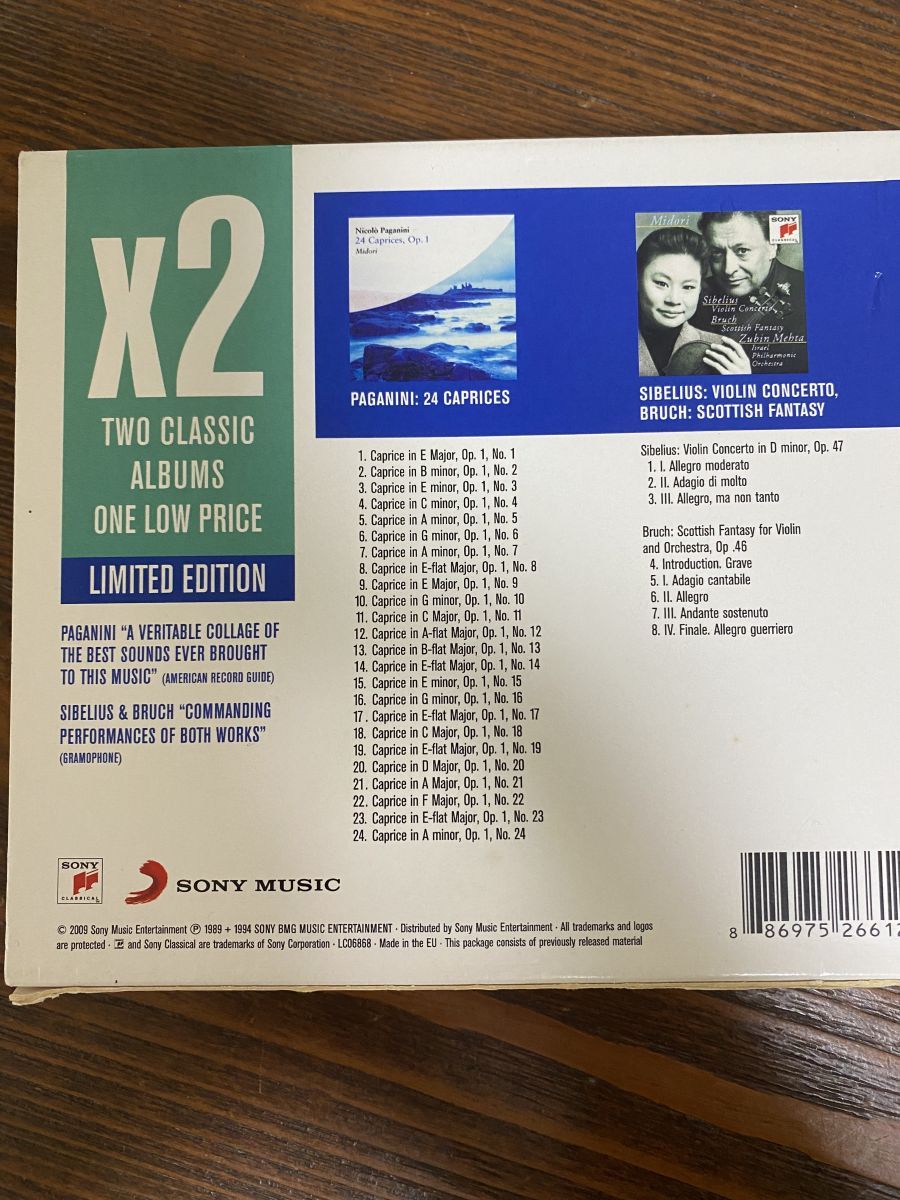 x2
TWO CLASSIC
ALBUMS
ONE LOW PRICE
LIMITED EDITION
PAGANINI “A VERITABLE COLLAGE OF
THE BEST SOUNDS EVER BROUGHT
TO THIS MUSIC” (AMERICAN RECORD GUIDE)
SIBELIUS & BRUCH “COMMANDING
PERFORMANCES OF BOTH WORKS”
(GRAMOPHONE)
Nicolò Paganini
24 Caprices, Op. 1
Midori
PAGANINI: 24 CAPRICES
1. Caprice in E Major, Op. 1, No. 1
2. Caprice in B minor, Op. 1, No. 2
3. Caprice in E minor, Op. 1, No. 3
4. Caprice in C minor, Op. 1, No. 4
5. Caprice in A minor, Op. 1, No. 5
6. Caprice in G minor, Op. 1, No. 6
7. Caprice in A minor, Op. 1, No. 7
8. Caprice in E-flat Major, Op. 1, No. 8
9. Caprice in E Major, Op. 1, No. 9
10. Caprice in G minor, Op. 1, No. 10
11. Caprice in C Major, Op. 1, No. 11
12. Caprice in A-flat Major, Op. 1, No. 12
13. Caprice in B-flat Major, Op. 1, No. 13
14. Caprice in E-flat Major, Op. 1, No. 14
15. Caprice in E minor, Op. 1, No. 15
16. Caprice in G minor, Op. 1, No. 16
17. Caprice in E-flat Major, Op. 1, No. 17
18. Caprice in C Major, Op. 1, No. 18
19. Caprice in E-flat Major, Op. 1, No. 19
20. Caprice in D Major, Op. 1, No. 20
21. Caprice in A Major, Op. 1, No. 21
22. Caprice in F Major, Op. 1, No. 22
23. Caprice in E-flat Major, Op. 1, No. 23
24. Caprice in A minor, Op. 1, No. 24
Midori
SONY
CLASSICAL
Sibelius
Violin Concerto
Bruch
Scottish Fantasy
Zubin Mehta
Israel
Philharmonic
Orchestra
SIBELIUS: VIOLIN CONCERTO,
BRUCH: SCOTTISH FANTASY
Sibelius: Violin Concerto in D minor, Op. 47
1. I. Allegro moderato
2. II. Adagio di molto
3. III. Allegro, ma non tanto
Bruch: Scottish Fantasy for Violin
and Orchestra, Op .46
4. Introduction. Grave
5. I. Adagio cantabile
6. II. Allegro
7. III. Andante sostenuto
8. IV. Finale. Allegro guerriero
SONY
CLASSICAL
SONY MUSIC
© 2009 Sony Music Entertainment ℗ 1989 + 1994 SONY BMG MUSIC ENTERTAINMENT · Distributed by Sony Music Entertainment · All trademarks and logos
are protected · and Sony Classical are trademarks of Sony Corporation · LC06868 · Made in the EU · This package consists of previously released material
8 86975 26612